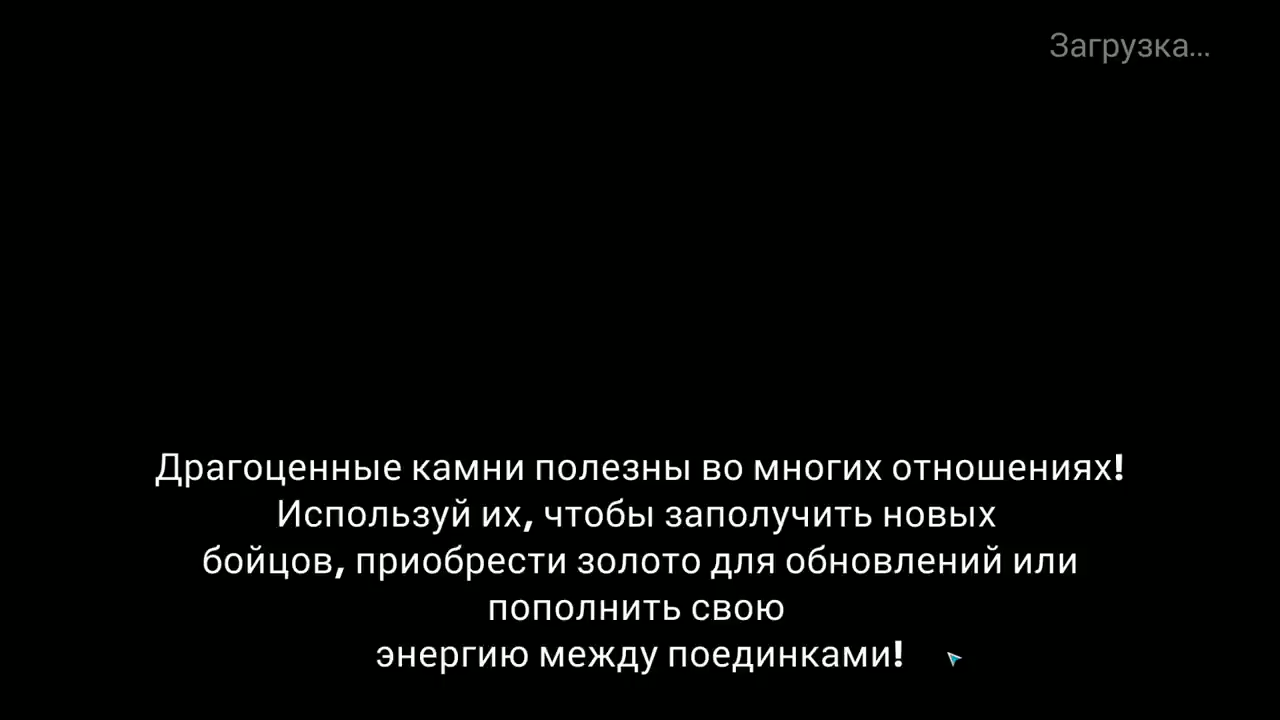 Загрузка...
Драгоценные камни полезны во многих отношениях!
Используй их, чтобы заполучить новых
бойцов, приобрести золото для обновлений или
пополнить свою
энергию между поединками!